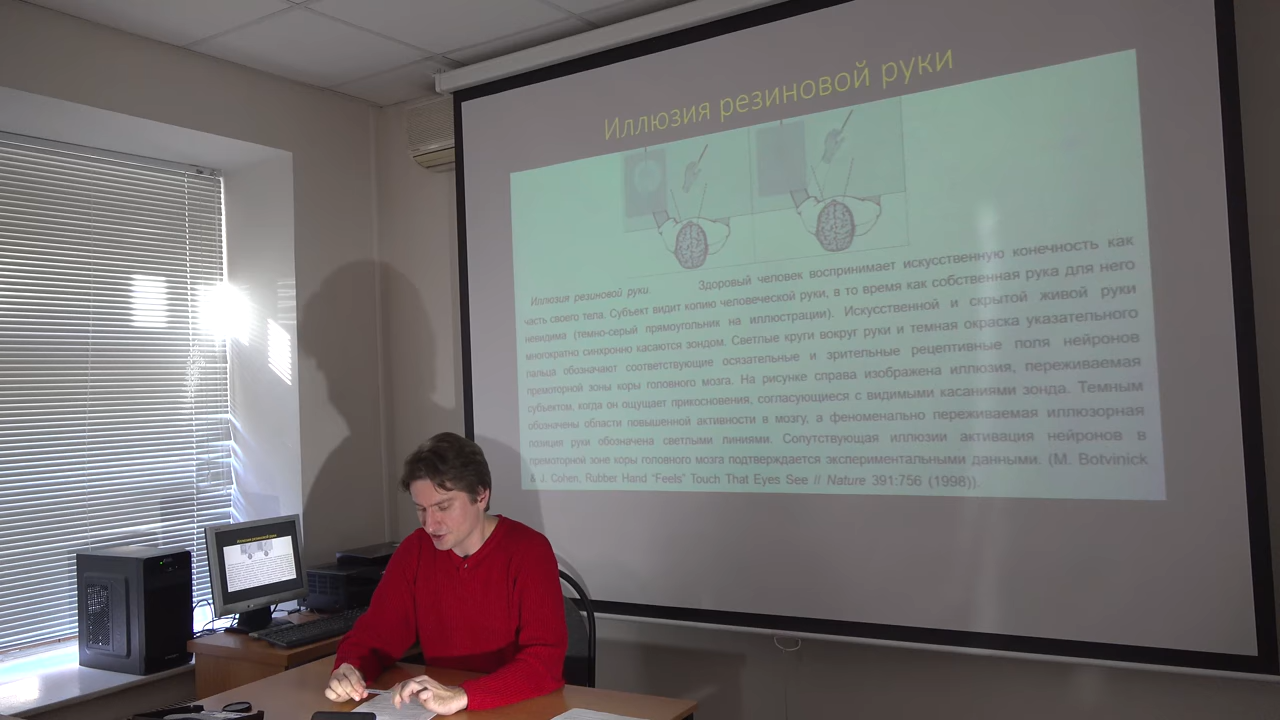 Иллюзия резиновой руки
Иллюзия резиновой руки Здоровый человек воспринимает искусственную конечность как
часть своего тела. Субъект видит копию человеческой руки, в то время как собственная рука для него
невидима (темно-серый прямоугольник на иллюстрации). Искусственной и скрытой живой руки
многократно синхронно касаются зондом. Светлые круги вокруг руки и темная окраска указательного
пальца обозначают соответствующие осязательные и зрительные рецептивные поля нейронов
премоторной зоны коры головного мозга. На рисунке справа изображена иллюзия, переживаемая
субъектом, когда он ощущает прикосновения, согласующиеся с видимыми касаниями зонда. Темным
обозначены области повышенной активности в мозгу, а феноменально переживаемая иллюзорная
позиция руки обозначена светлыми линиями. Сопутствующая иллюзии активация нейронов в
премоторной зоне коры головного мозга подтверждается экспериментальными данными. (M. Botvinick
& J. Cohen, Rubber Hand “Feels” Touch That Eyes See // Nature 391:756 (1998)).
Иллюзия резиновой руки